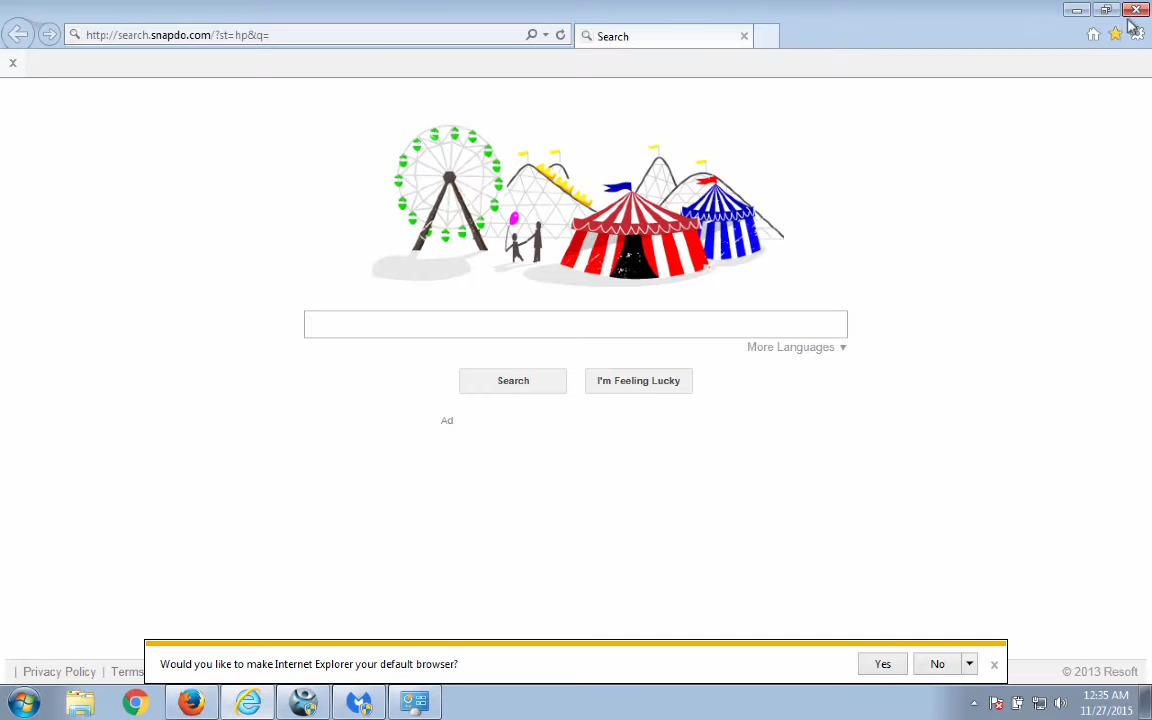 http://search.snapdo.com/?st=hp&q=
Search
x
More Languages ▼
Search
I'm Feeling Lucky
Ad
Would you like to make Internet Explorer your default browser?
Yes
No
x
| Privacy Policy | Terms
© 2013 Resoft
12:35 AM
11/27/2015